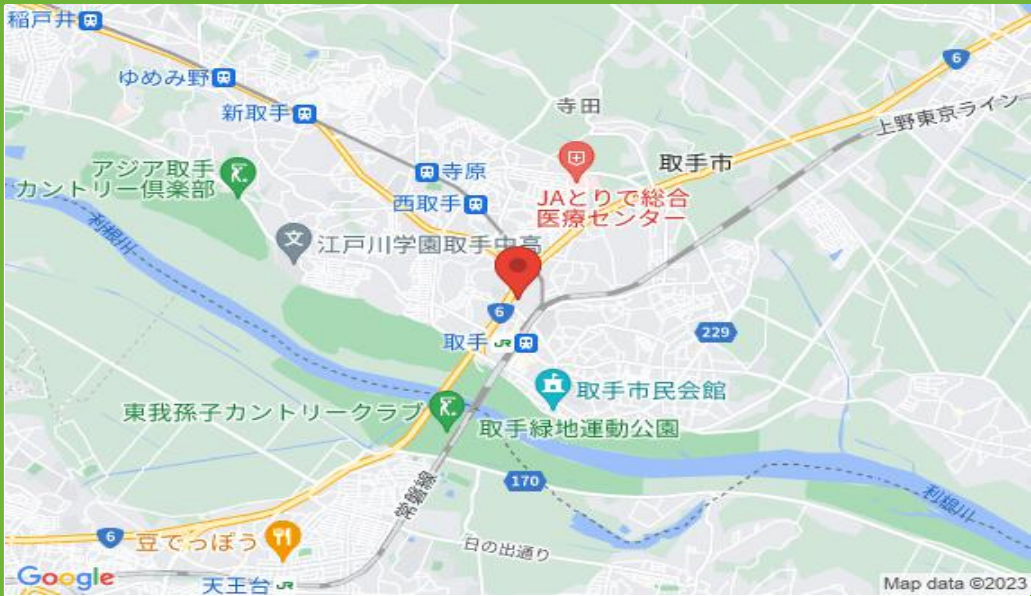 稲戸井
6
ゆめみ野
寺田
新取手
上野東京ライン
取手市
アジア取手
カントリー倶楽部
寺原
JAとりで総合
医療センター
西取手
利根川
文
江戸川学園取手中高
6
229
取手 JR
取手市民会館
東我孫子カントリークラブ
取手緑地運動公園
170
常磐線
利根川
6
豆でっぽう
日の出通り
Google
天王台 JR
Map data ©2023